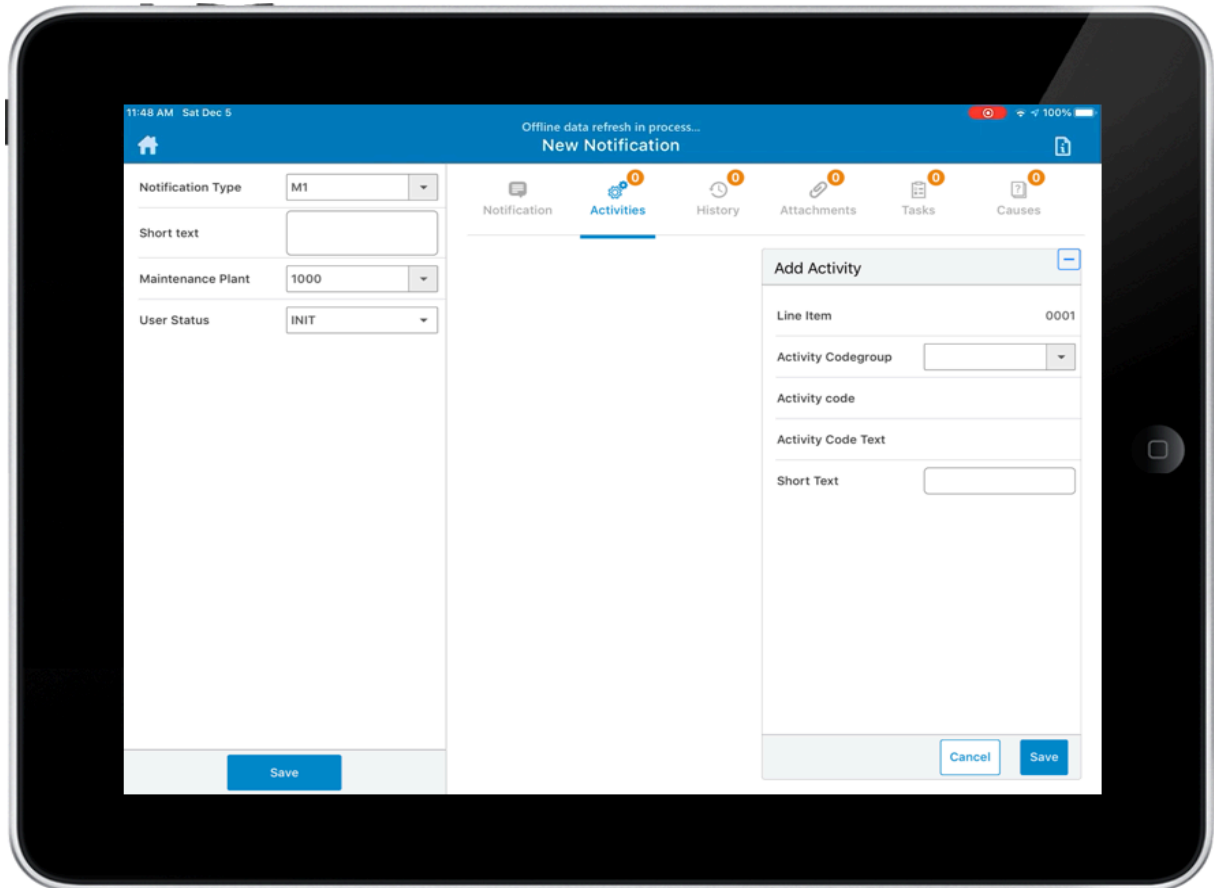 11:48 AM Sat Dec 5
100%
Offline data refresh in process...
New Notification
Notification Type M1
Short text
Maintenance Plant 1000
User Status INIT
Save
Notification
Activities 0
History 0
Attachments 0
Tasks 0
Causes 0
Add Activity
Line Item 0001
Activity Codegroup
Activity code
Activity Code Text
Short Text
Cancel Save